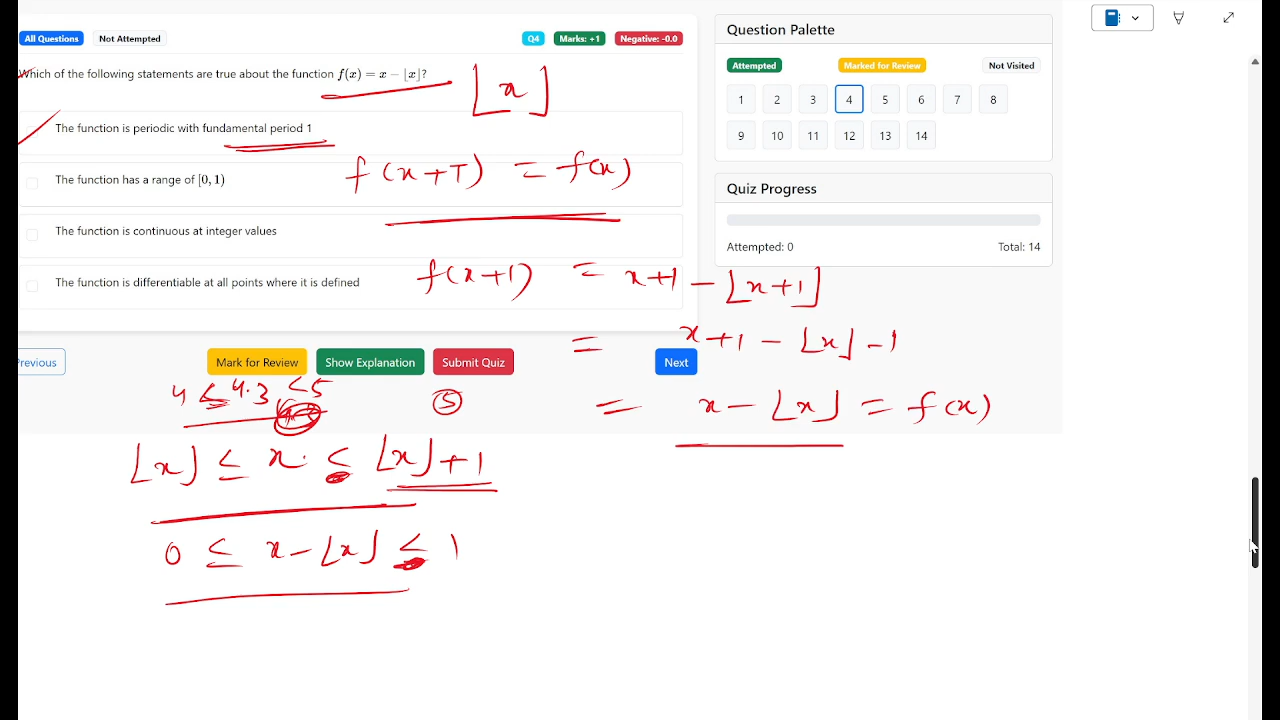 All Questions Not Attempted Q4 Marks: +1 Negative: -0.0
Which of the following statements are true about the function f(x) = x − ⌊x⌋?
⌊x⌋
The function is periodic with fundamental period 1
f(x+T) = f(x)
The function has a range of [0, 1)
The function is continuous at integer values
The function is differentiable at all points where it is defined
f(x+1) = x+1 − ⌊x+1⌋
= x+1 − ⌊x⌋ − 1
= x − ⌊x⌋ = f(x)
Previous Mark for Review Show Explanation Submit Quiz Next
4 ≤ 4.3 < 5
5
⌊x⌋ ≤ x < ⌊x⌋ + 1
0 ≤ x − ⌊x⌋ < 1
Question Palette
Attempted Marked for Review Not Visited
1 2 3 4 5 6 7 8
9 10 11 12 13 14
Quiz Progress
Attempted: 0 Total: 14